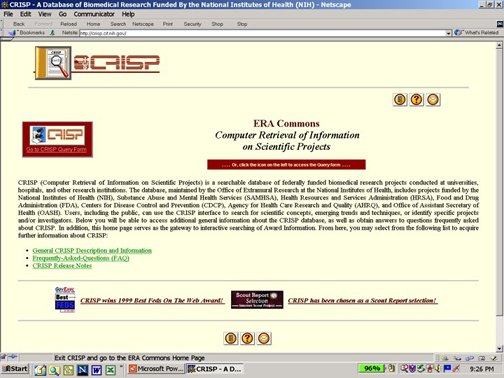 CRISP - A Database of Biomedical Research Funded By the National Institutes of Health (NIH) - Netscape
File Edit View Go Communicator Help
Back Forward Reload Home Search Netscape Print Security Shop Stop
Bookmarks Netsite: http://crisp.cit.nih.gov/ What's Related
CRISP
CRISP
Go to CRISP Query Form
ERA Commons
Computer Retrieval of Information
on Scientific Projects
. . . . Or, click the icon on the left to access the Query form . . . .
CRISP (Computer Retrieval of Information on Scientific Projects) is a searchable database of federally funded biomedical research projects conducted at universities,
hospitals, and other research institutions. The database, maintained by the Office of Extramural Research at the National Institutes of Health, includes projects funded by the
National Institutes of Health (NIH), Substance Abuse and Mental Health Services (SAMHSA), Health Resources and Services Administration (HRSA), Food and Drug
Administration (FDA), Centers for Disease Control and Prevention (CDCP), Agency for Health Care Research and Quality (AHRQ), and Office of Assistant Secretary of
Health (OASH). Users, including the public, can use the CRISP interface to search for scientific concepts, emerging trends and techniques, or identify specific projects
and/or investigators. Below you will be able to access additional general information about the CRISP database, as well as obtain answers to questions frequently asked
about CRISP. In addition, this home page serves as the gateway to interactive searching of Award Information. From here, you may select from the following list to acquire
further information about CRISP:
• General CRISP Description and Information
• Frequently-Asked-Questions (FAQ)
• CRISP Release Notes
GovExec
Best
FEDS
CRISP wins 1999 Best Feds On The Web Award!
Scout Report
Selection
Internet Scout Project
CRISP has been chosen as a Scout Report selection!
Exit CRISP and go to the ERA Commons Home Page
Start Microsoft Pow... CRISP - A D... 96% 9:26 PM